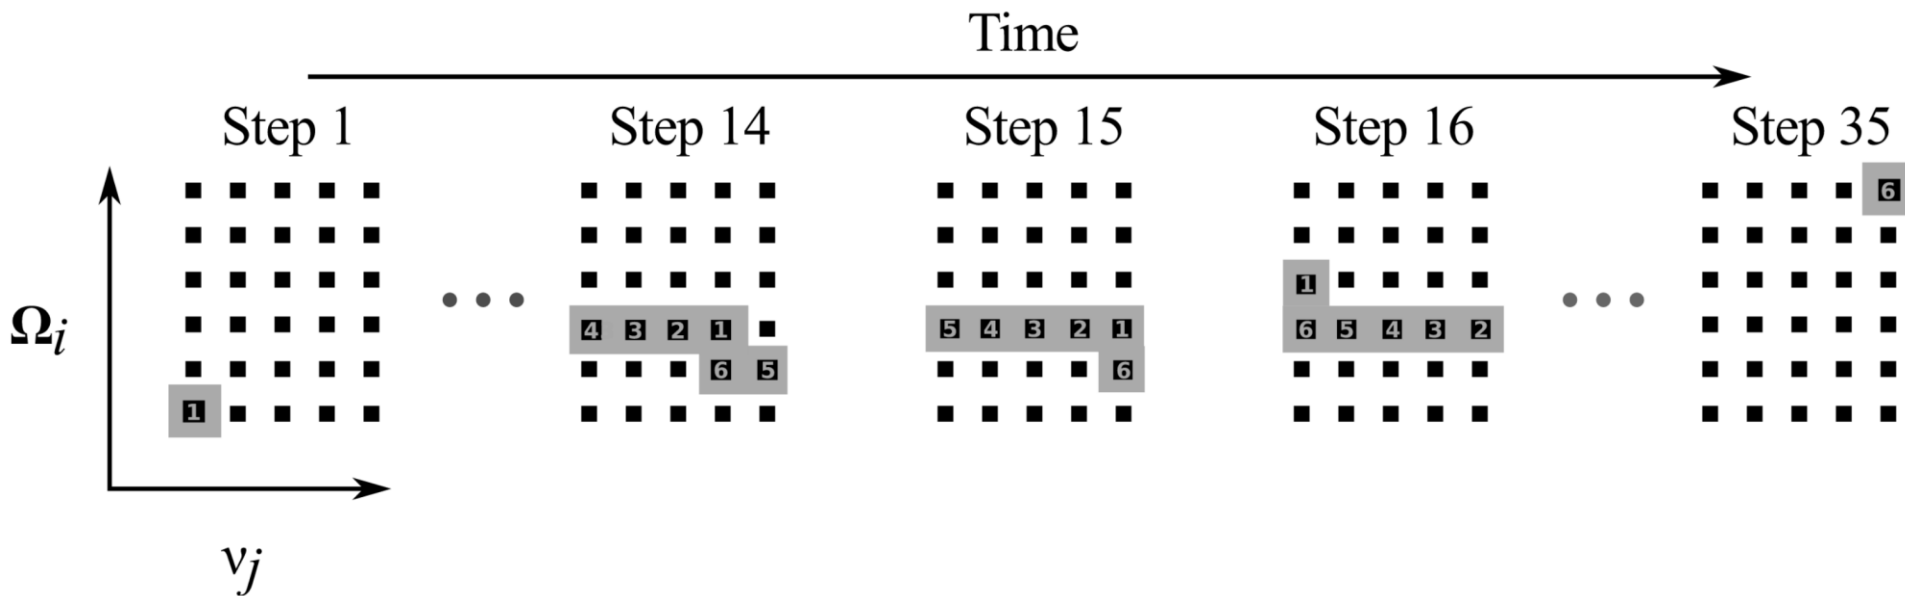 Time
Step 1
Step 14
Step 15
Step 16
Step 35
6
1
4 3 2 1
5 4 3 2 1
6 5 4 3 2
Ωi
6 5
6
1
νj